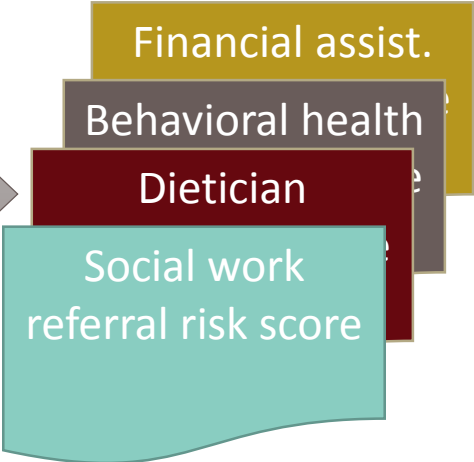 Financial assist.
Behavioral health
Dietician
Social work
referral risk score